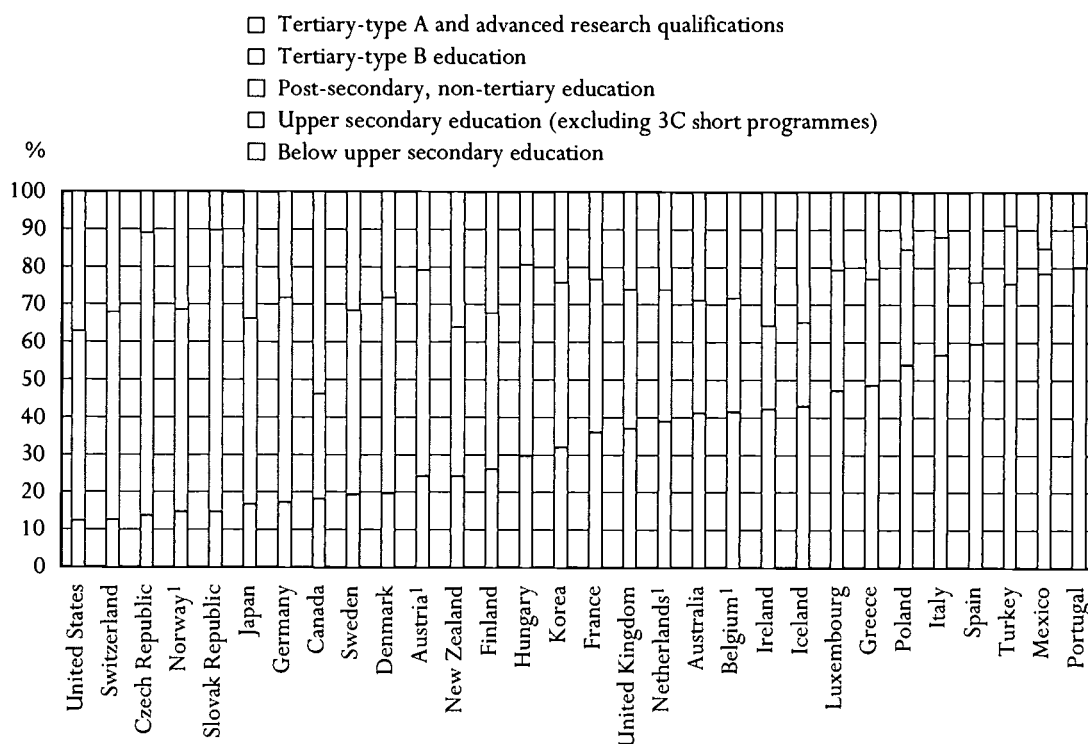 Tertiary-type A and advanced research qualifications
Tertiary-type B education
Post-secondary, non-tertiary education
Upper secondary education (excluding 3C short programmes)
Below upper secondary education
%
100
90
80
70
60
50
40
30
20
10
0
United States
Switzerland
Czech Republic
Norway¹
Slovak Republic
Japan
Germany
Canada
Sweden
Denmark
Austria¹
New Zealand
Finland
Hungary
Korea
France
United Kingdom
Netherlands¹
Australia
Belgium¹
Ireland
Iceland
Luxembourg
Greece
Poland
Italy
Spain
Turkey
Mexico
Portugal